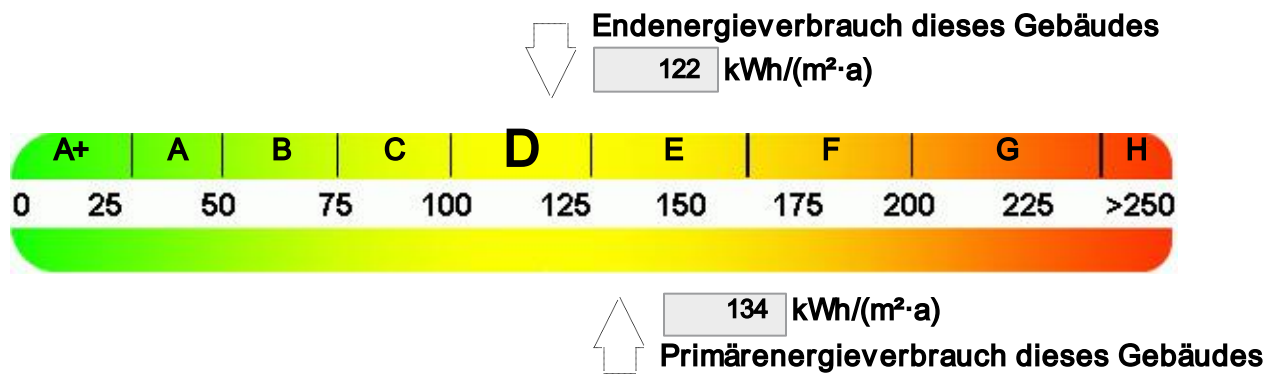 Endenergieverbrauch dieses Gebäudes
122 kWh/(m²·a)
A+ A B C D E F G H
0 25 50 75 100 125 150 175 200 225 >250
134 kWh/(m²·a)
Primärenergieverbrauch dieses Gebäudes